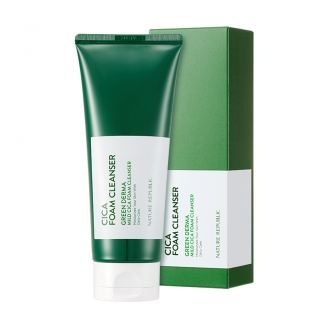 CICA
FOAM CLEANSER
GREEN DERMA
MILD CICA FOAM CLEANSER
NATURE REPUBLIC
CICA
FOAM CLEANSER
GREEN DERMA
MILD CICA FOAM CLEANSER
NATURE REPUBLIC